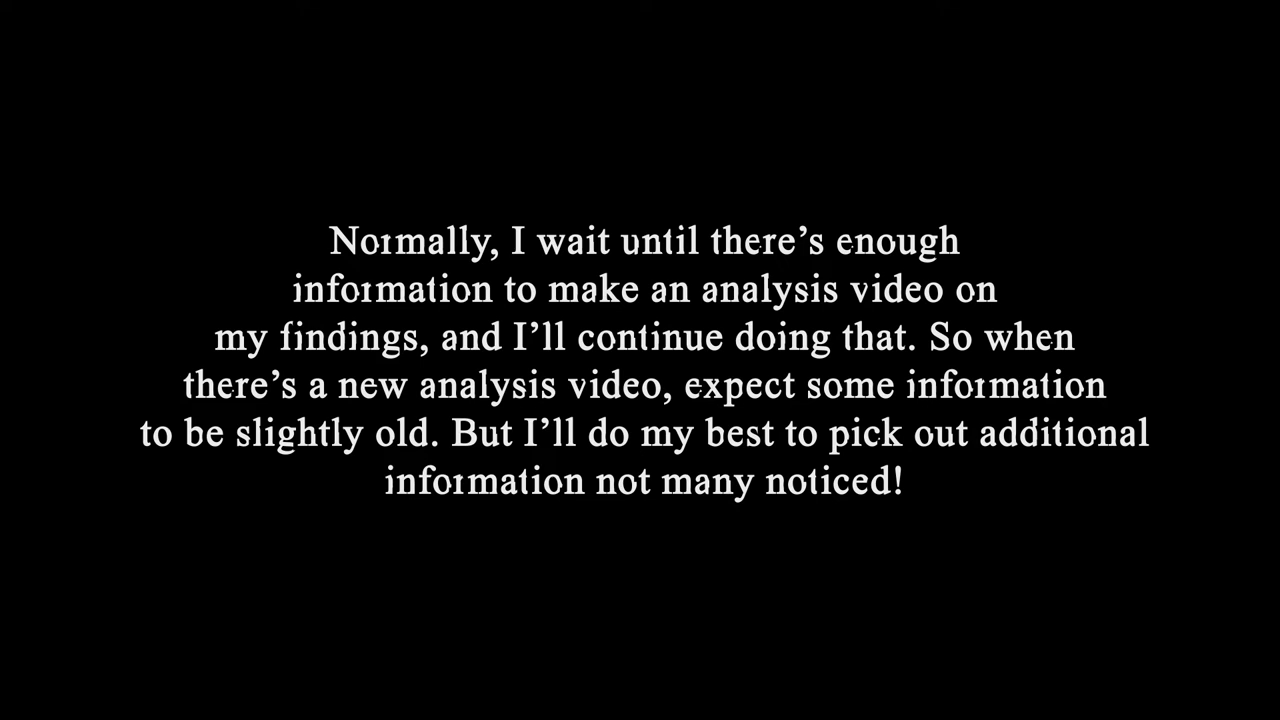 Normally, I wait until there’s enough
information to make an analysis video on
my findings, and I’ll continue doing that. So when
there’s a new analysis video, expect some information
to be slightly old. But I’ll do my best to pick out additional
information not many noticed!